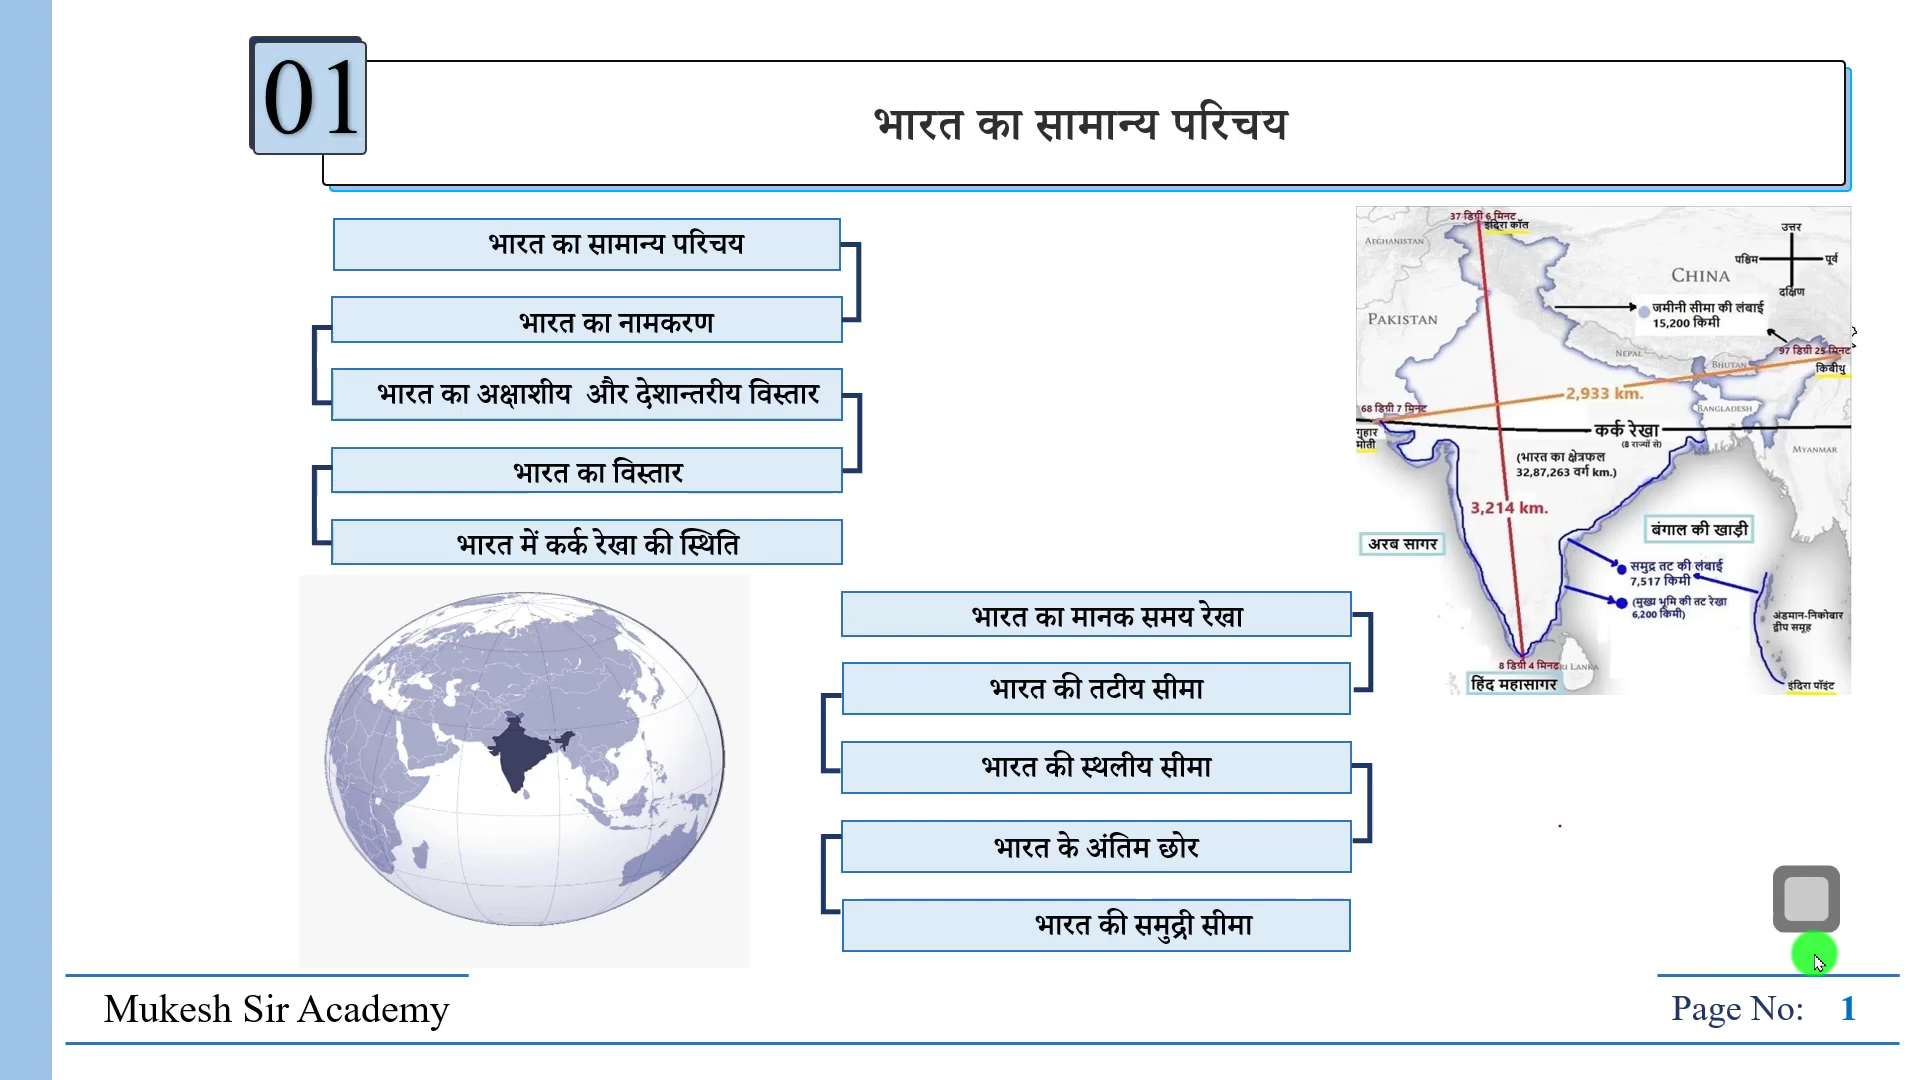 01
भारत का सामान्य परिचय
भारत का सामान्य परिचय
भारत का नामकरण
भारत का अक्षाशीय और देशान्तरीय विस्तार
भारत का विस्तार
भारत में कर्क रेखा की स्थिति
भारत का मानक समय रेखा
भारत की तटीय सीमा
भारत की स्थलीय सीमा
भारत के अंतिम छोर
भारत की समुद्री सीमा
37 डिग्री 6 मिनट
इंदिरा कॉल
AFGHANISTAN
उत्तर
पश्चिम
पूर्व
दक्षिण
CHINA
जमीनी सीमा की लंबाई
15,200 किमी
PAKISTAN
NEPAL
97 डिग्री 25 मिनट
BHUTAN
किबीथु
2,933 km.
68 डिग्री 7 मिनट
BANGLADESH
गुहार
मोती
कर्क रेखा
(8 राज्यों से)
MYANMAR
(भारत का क्षेत्रफल
32,87,263 वर्ग km.)
3,214 km.
बंगाल की खाड़ी
अरब सागर
समुद्र तट की लंबाई
7,517 किमी
(मुख्य भूमि की तट रेखा
6,200 किमी)
अंडमान-निकोबार
द्वीप समूह
8 डिग्री 4 मिनट
RI LANKA
हिंद महासागर
इंदिरा पॉइंट
Mukesh Sir Academy
Page No: 1